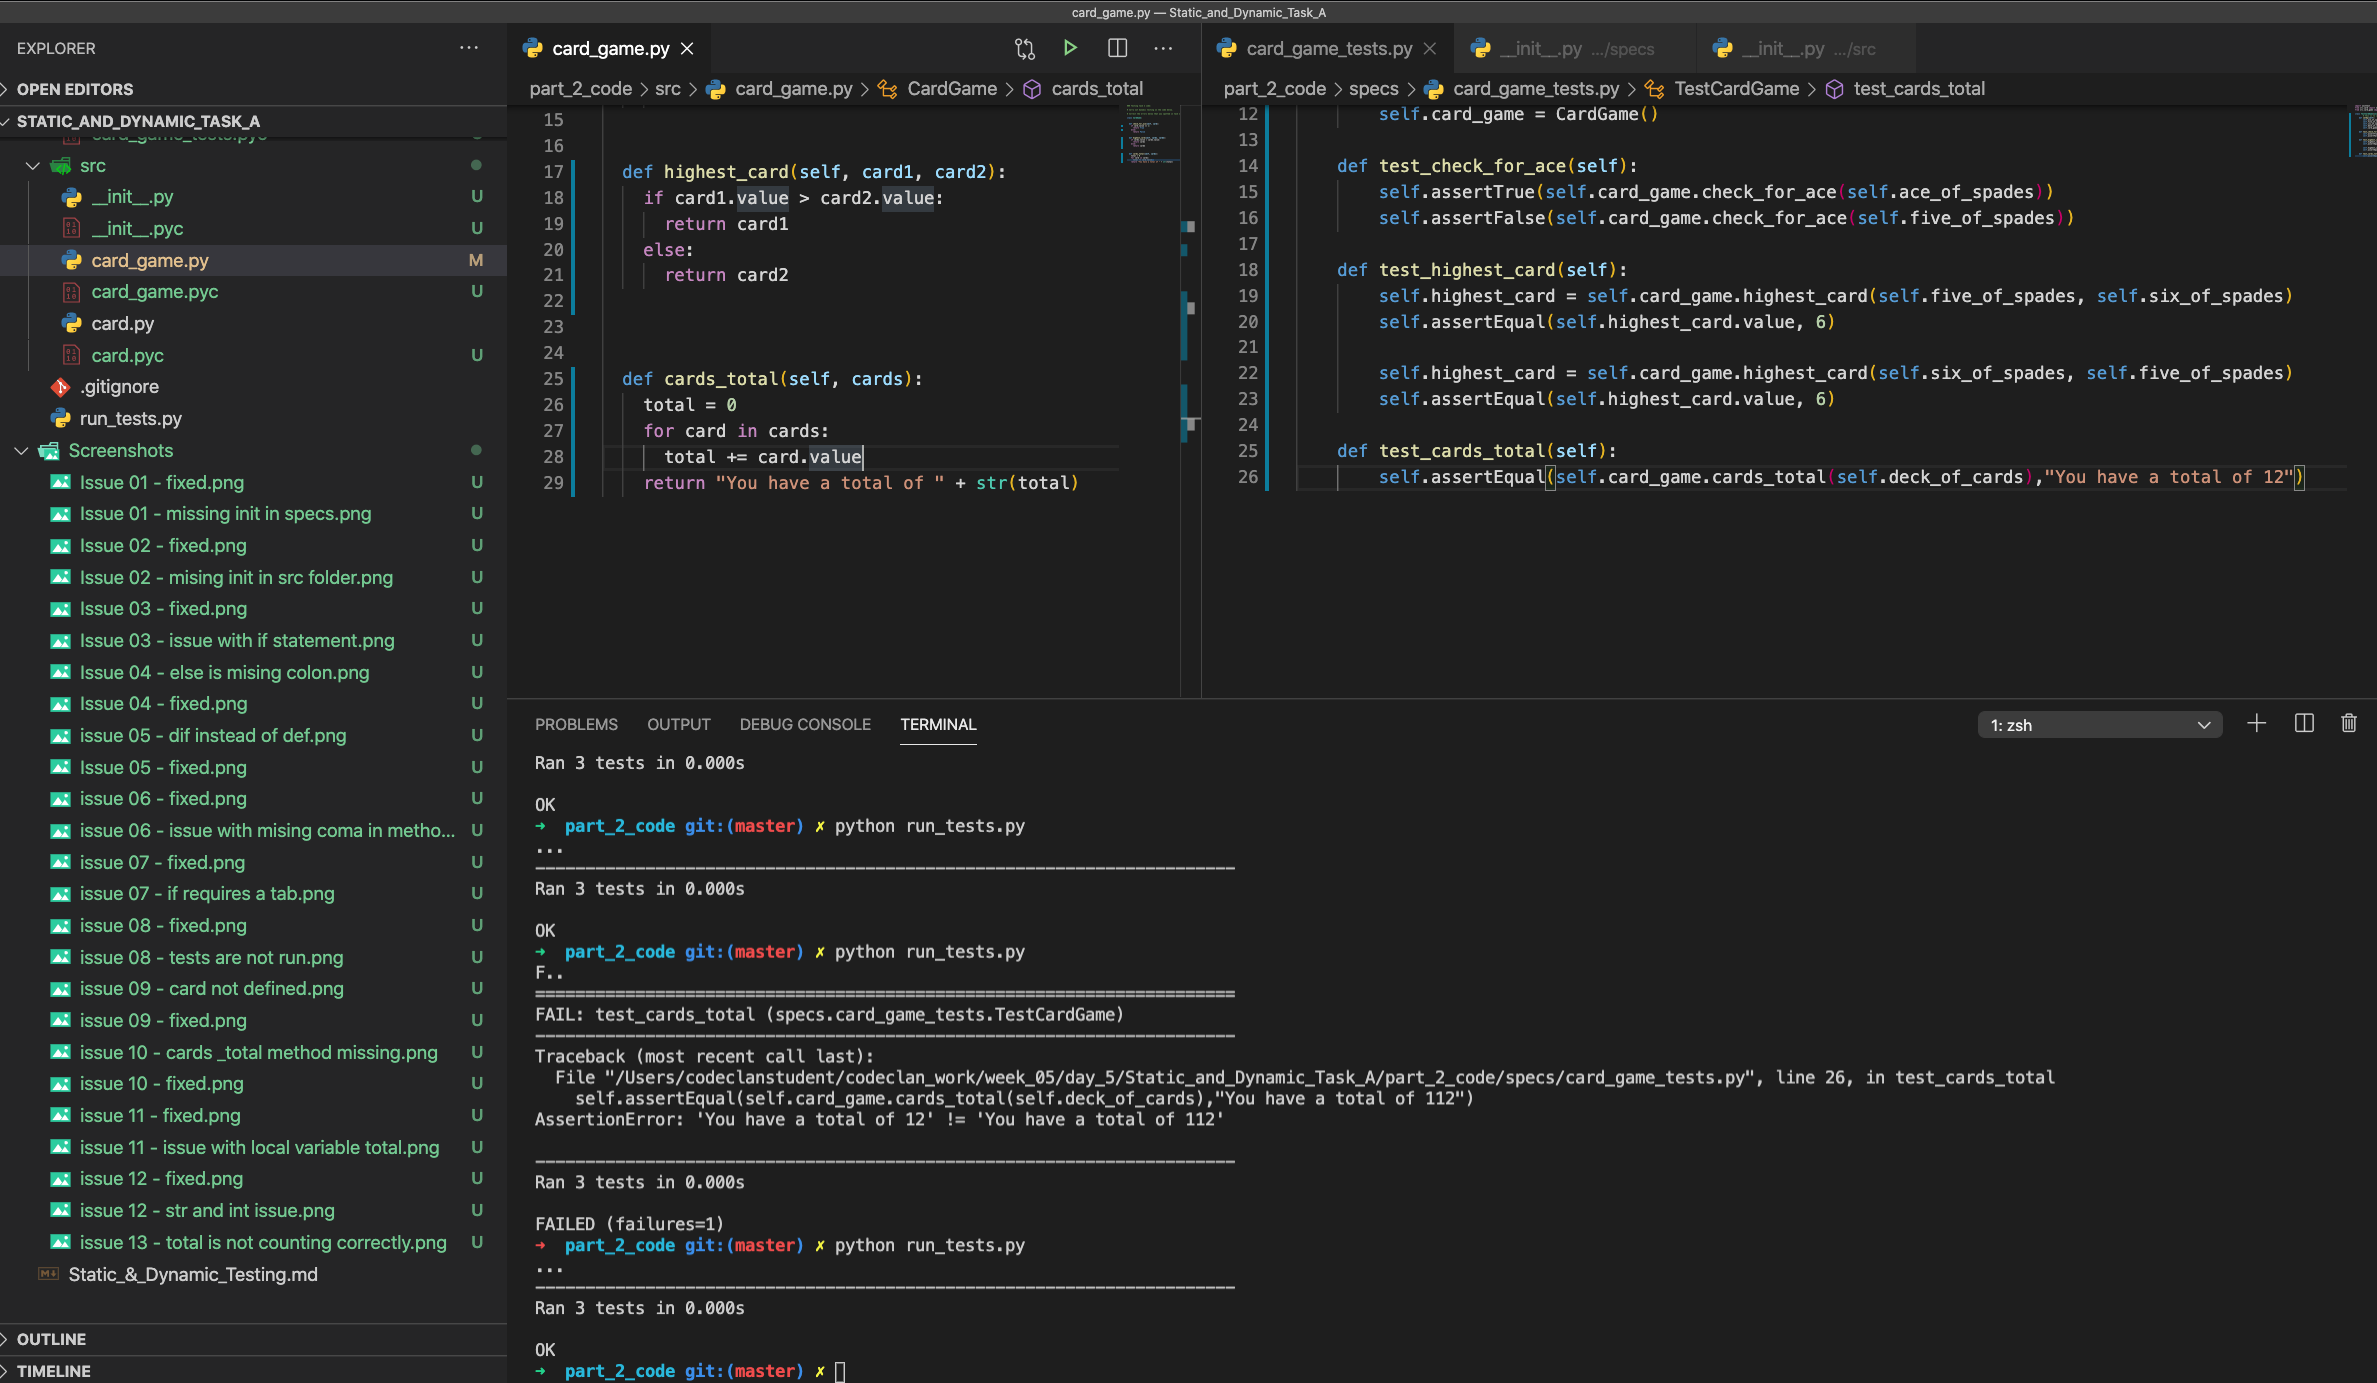 card_game.py — Static_and_Dynamic_Task_A
EXPLORER
OPEN EDITORS
STATIC_AND_DYNAMIC_TASK_A
card_game_tests.pyc
src
__init__.py U
__init__.pyc U
card_game.py M
card_game.pyc U
card.py
card.pyc U
.gitignore
run_tests.py
Screenshots
Issue 01 - fixed.png U
Issue 01 - missing init in specs.png U
Issue 02 - fixed.png U
Issue 02 - mising init in src folder.png U
Issue 03 - fixed.png U
Issue 03 - issue with if statement.png U
Issue 04 - else is mising colon.png U
Issue 04 - fixed.png U
issue 05 - dif instead of def.png U
Issue 05 - fixed.png U
issue 06 - fixed.png U
issue 06 - issue with mising coma in metho... U
issue 07 - fixed.png U
issue 07 - if requires a tab.png U
issue 08 - fixed.png U
issue 08 - tests are not run.png U
issue 09 - card not defined.png U
issue 09 - fixed.png U
issue 10 - cards _total method missing.png U
issue 10 - fixed.png U
issue 11 - fixed.png U
issue 11 - issue with local variable total.png U
issue 12 - fixed.png U
issue 12 - str and int issue.png U
issue 13 - total is not counting correctly.png U
Static_&_Dynamic_Testing.md
OUTLINE
TIMELINE
card_game.py
part_2_code > src > card_game.py > CardGame > cards_total
15
16
17 def highest_card(self, card1, card2):
18 if card1.value > card2.value:
19 return card1
20 else:
21 return card2
22
23
24
25 def cards_total(self, cards):
26 total = 0
27 for card in cards:
28 total += card.value
29 return "You have a total of " + str(total)
card_game_tests.py
__init__.py .../specs
__init__.py .../src
part_2_code > specs > card_game_tests.py > TestCardGame > test_cards_total
12 self.card_game = CardGame()
13
14 def test_check_for_ace(self):
15 self.assertTrue(self.card_game.check_for_ace(self.ace_of_spades))
16 self.assertFalse(self.card_game.check_for_ace(self.five_of_spades))
17
18 def test_highest_card(self):
19 self.highest_card = self.card_game.highest_card(self.five_of_spades, self.six_of_spades)
20 self.assertEqual(self.highest_card.value, 6)
21
22 self.highest_card = self.card_game.highest_card(self.six_of_spades, self.five_of_spades)
23 self.assertEqual(self.highest_card.value, 6)
24
25 def test_cards_total(self):
26 self.assertEqual(self.card_game.cards_total(self.deck_of_cards),"You have a total of 12")
PROBLEMS OUTPUT DEBUG CONSOLE TERMINAL
1: zsh
Ran 3 tests in 0.000s
OK
→ part_2_code git:(master) ✗ python run_tests.py
...
----------------------------------------------------------------------
Ran 3 tests in 0.000s
OK
→ part_2_code git:(master) ✗ python run_tests.py
F..
======================================================================
FAIL: test_cards_total (specs.card_game_tests.TestCardGame)
----------------------------------------------------------------------
Traceback (most recent call last):
File "/Users/codeclanstudent/codeclan_work/week_05/day_5/Static_and_Dynamic_Task_A/part_2_code/specs/card_game_tests.py", line 26, in test_cards_total
self.assertEqual(self.card_game.cards_total(self.deck_of_cards),"You have a total of 112")
AssertionError: 'You have a total of 12' != 'You have a total of 112'
----------------------------------------------------------------------
Ran 3 tests in 0.000s
FAILED (failures=1)
→ part_2_code git:(master) ✗ python run_tests.py
...
----------------------------------------------------------------------
Ran 3 tests in 0.000s
OK
→ part_2_code git:(master) ✗